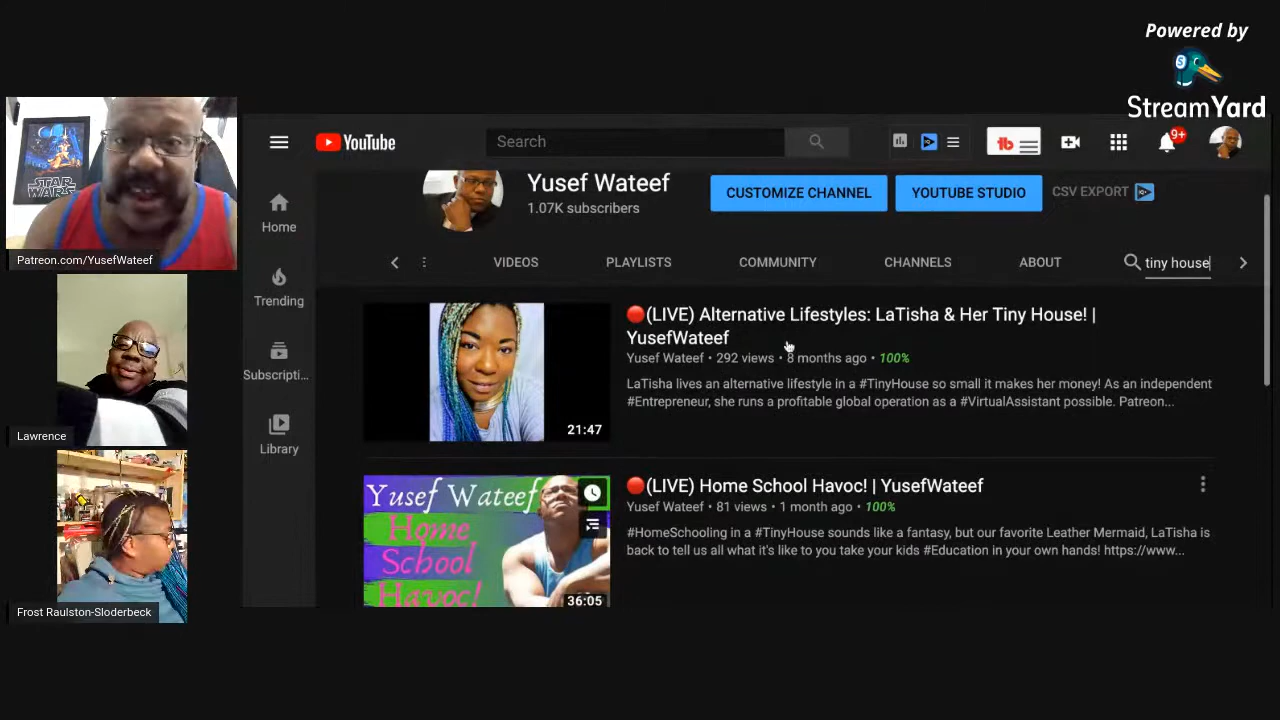 Powered by
StreamYard
STAR
WARS
Patreon.com/YusefWateef
Lawrence
Frost Raulston-Sloderbeck
YouTube
Search
9+
Home
Trending
Subscripti...
Library
Yusef Wateef
1.07K subscribers
CUSTOMIZE CHANNEL
YOUTUBE STUDIO
CSV EXPORT
VIDEOS
PLAYLISTS
COMMUNITY
CHANNELS
ABOUT
tiny house
21:47
(LIVE) Alternative Lifestyles: LaTisha & Her Tiny House! |
YusefWateef
Yusef Wateef • 292 views • 8 months ago • 100%
LaTisha lives an alternative lifestyle in a #TinyHouse so small it makes her money! As an independent
#Entrepreneur, she runs a profitable global operation as a #VirtualAssistant possible. Patreon...
Yusef Wateef
Home
School
Havoc!
36:05
(LIVE) Home School Havoc! | YusefWateef
Yusef Wateef • 81 views • 1 month ago • 100%
#HomeSchooling in a #TinyHouse sounds like a fantasy, but our favorite Leather Mermaid, LaTisha is
back to tell us all what it's like to you take your kids #Education in your own hands! https://www...